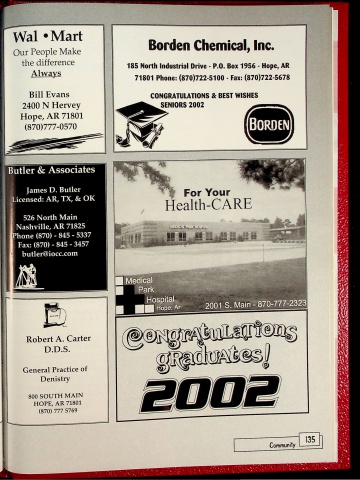 Wal • Mart
Our People Make
the difference
Always
Bill Evans
2400 N Hervey
Hope, AR 71801
(870)777-0570
Borden Chemical, Inc.
185 North Industrial Drive - P.O. Box 1956 - Hope, AR
71801 Phone: (870)722-5100 - Fax: (870)722-5678
CONGRATULATIONS & BEST WISHES
SENIORS 2002
BORDEN
Butler & Associates
James D. Butler
Licensed: AR, TX, & OK
526 North Main
Nashville, AR 71825
Phone (870) - 845 - 5337
Fax: (870) - 845 - 3457
butler@iocc.com
For Your
Health-CARE
Medical
Park
Hospital
Hope, Ar
2001 S. Main - 870-777-2323
Robert A. Carter
D.D.S.
General Practice of
Denistry
800 SOUTH MAIN
HOPE, AR 71801
(870) 777 5769
Congratulations
graduates!
2002
Community 135